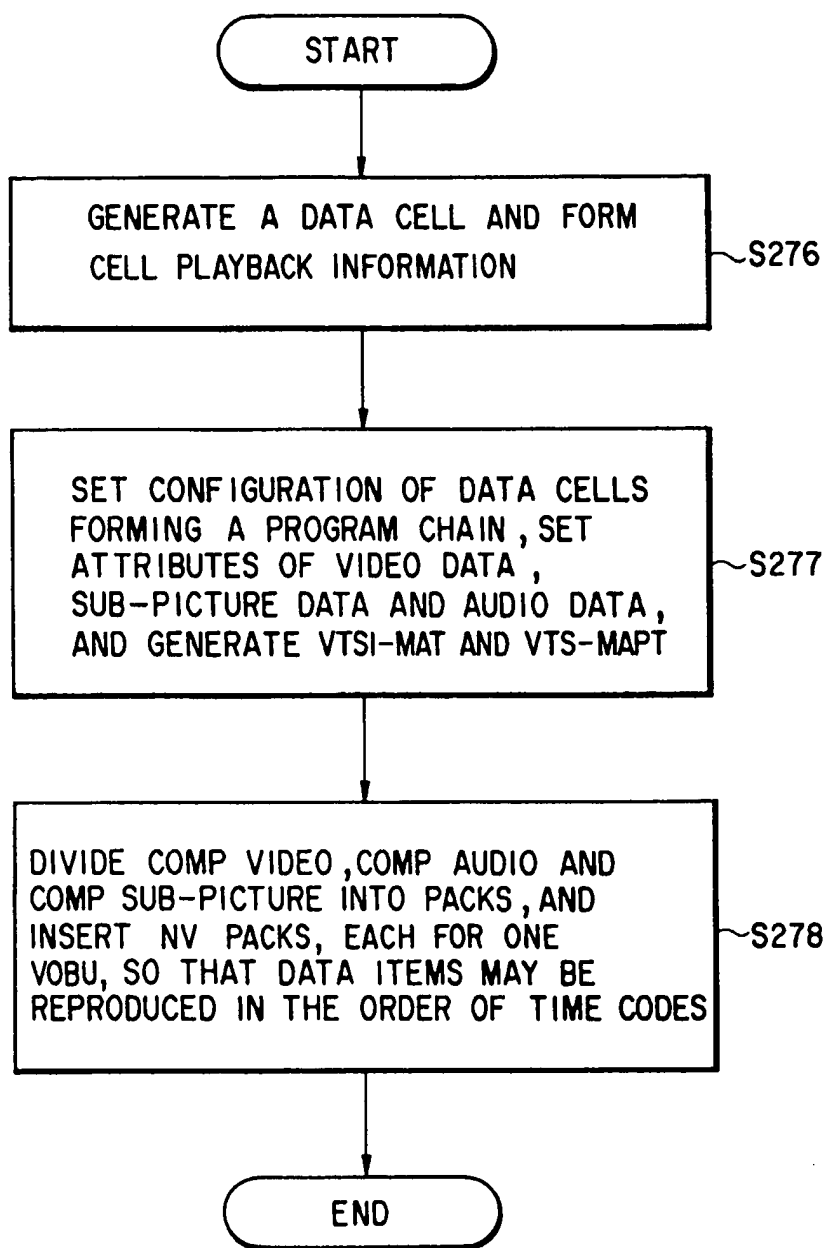 START
GENERATE A DATA CELL AND FORM
CELL PLAYBACK INFORMATION
S276
SET CONFIGURATION OF DATA CELLS
FORMING A PROGRAM CHAIN, SET
ATTRIBUTES OF VIDEO DATA,
SUB-PICTURE DATA AND AUDIO DATA,
AND GENERATE VTSI-MAT AND VTS-MAPT
S277
DIVIDE COMP VIDEO, COMP AUDIO AND
COMP SUB-PICTURE INTO PACKS, AND
INSERT NV PACKS, EACH FOR ONE
VOBU, SO THAT DATA ITEMS MAY BE
REPRODUCED IN THE ORDER OF TIME CODES
S278
END